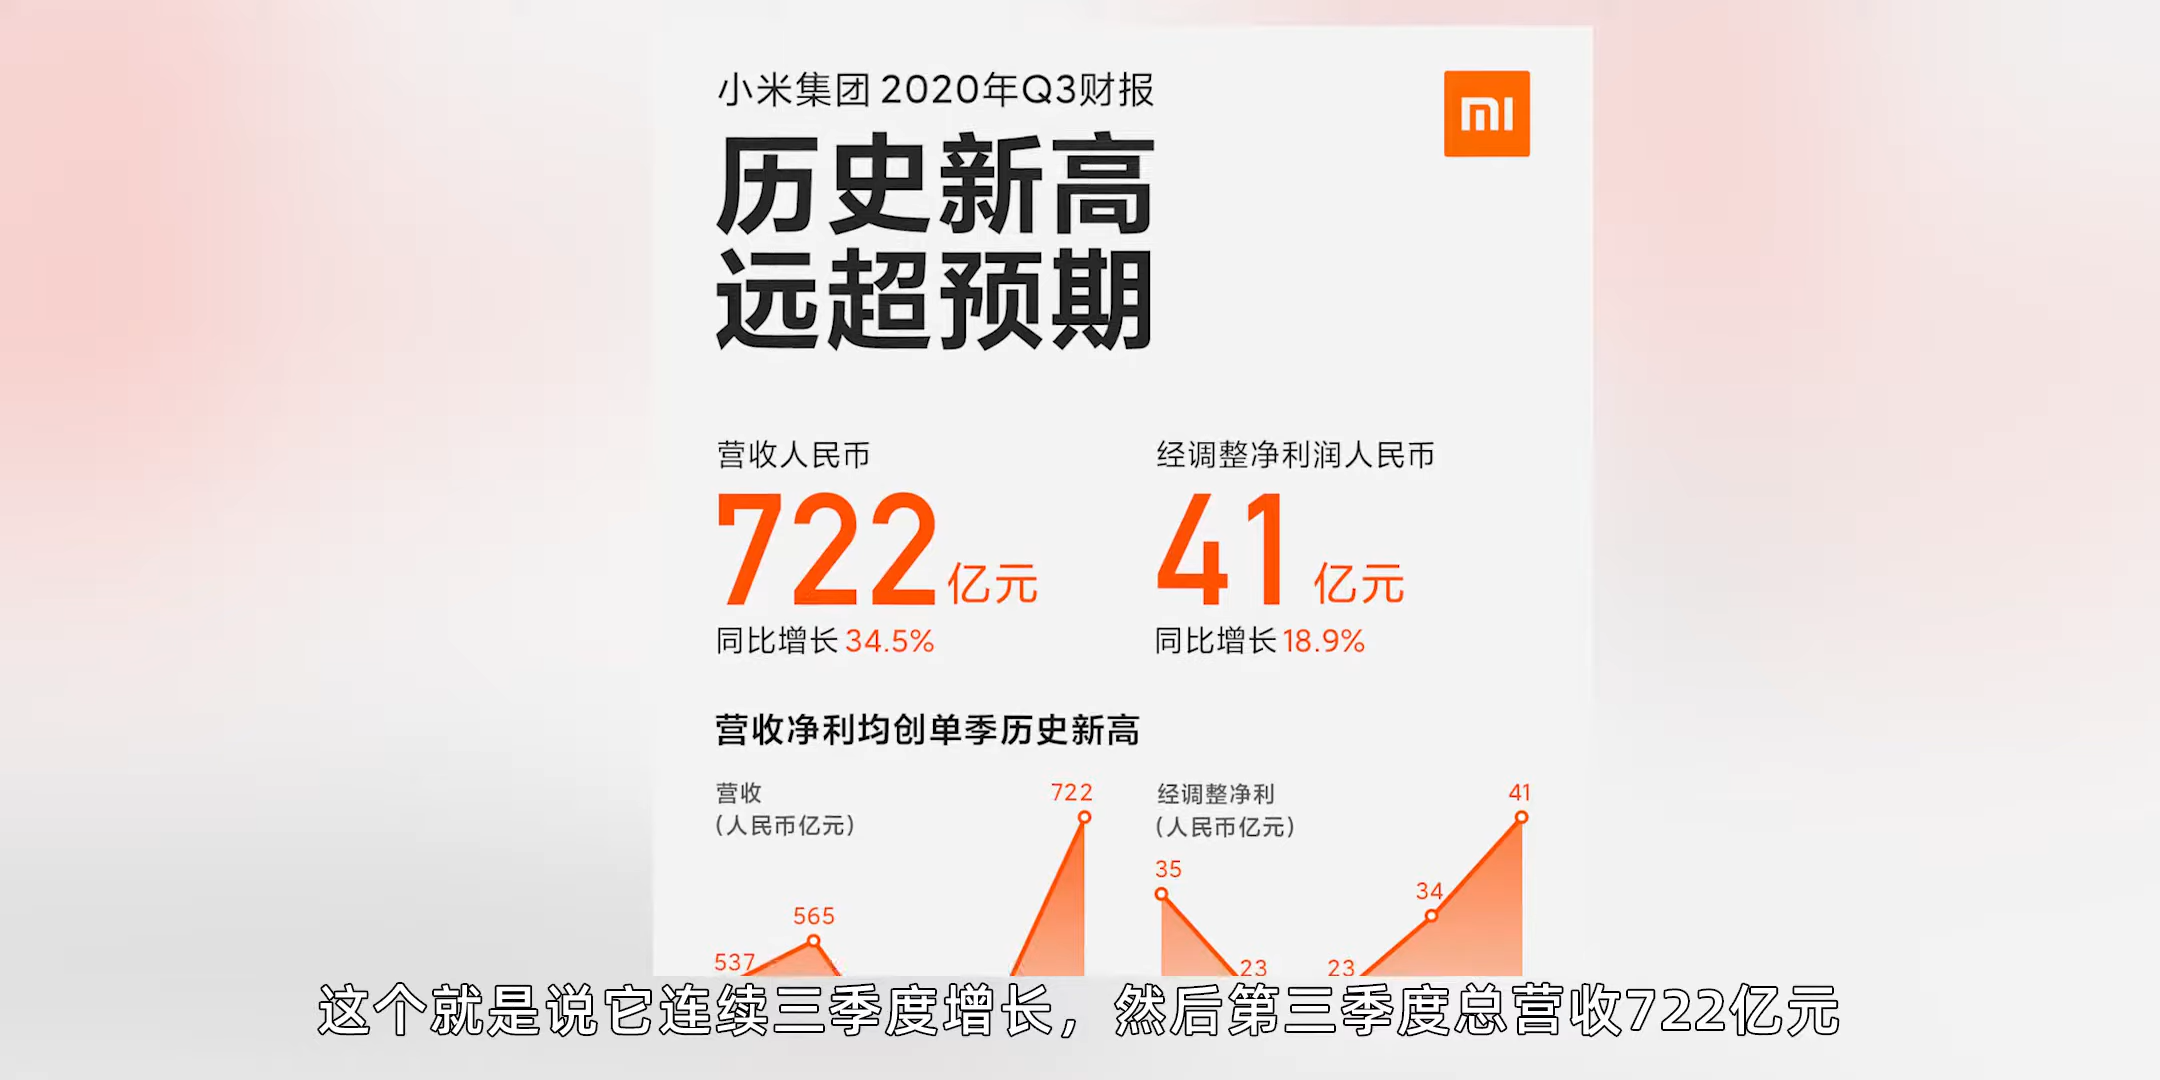 小米集团 2020年Q3财报
mi
历史新高
远超预期
营收人民币
722亿元
同比增长 34.5%
经调整净利润人民币
41亿元
同比增长 18.9%
营收净利均创单季历史新高
营收
(人民币亿元)
537
565
722
经调整净利
(人民币亿元)
35
23
23
34
41
这个就是说它连续三季度增长，然后第三季度总营收722亿元